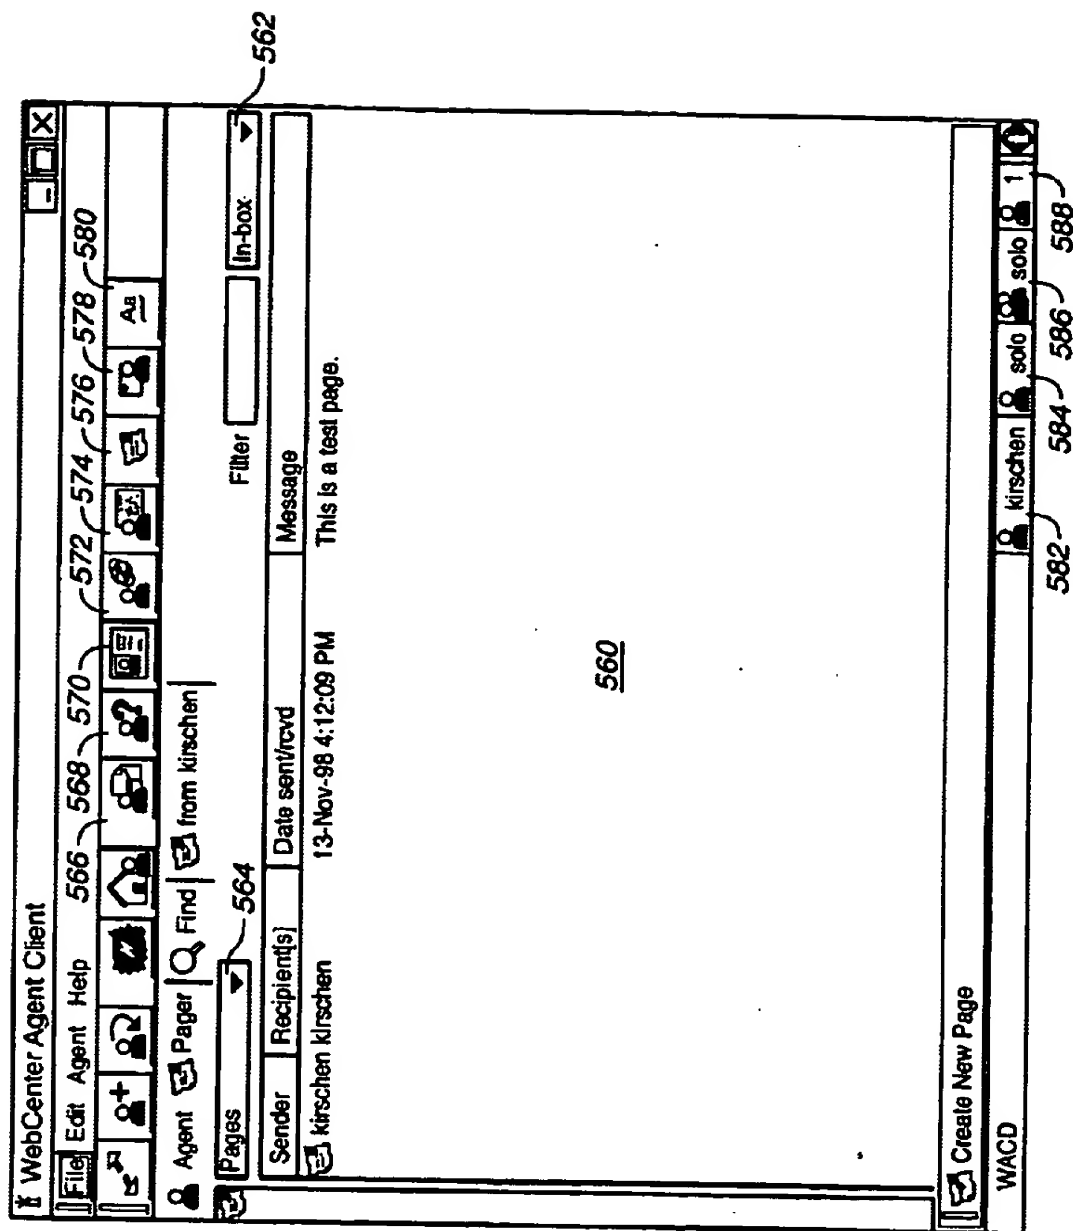 WebCenter Agent Client
File Edit Agent Help
566 568 570 572 574 576 578 580
Aa
Agent Pager Find from kirschen
Pages 564 Filter In-box 562
Sender Recipient[s] Date sent/rcvd Message
kirschen kirschen 13-Nov-98 4:12:09 PM This is a test page.
560
Create New Page
WACD kirschen solo solo 1
582 584 586 588